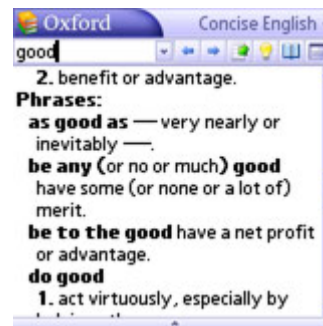 Oxford Concise English
good
2. benefit or advantage.
Phrases:
as good as — very nearly or
inevitably —.
be any (or no or much) good
have some (or none or a lot of)
merit.
be to the good have a net profit
or advantage.
do good
1. act virtuously, especially by